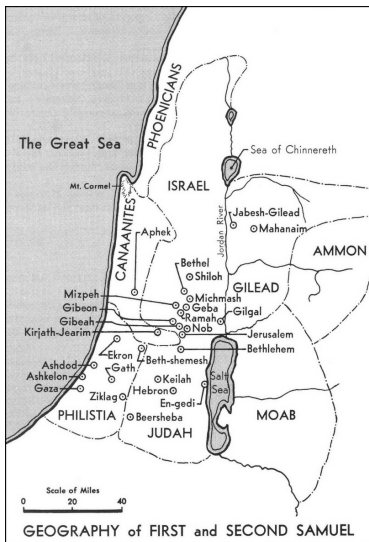 PHOENICIANS
The Great Sea
Sea of Chinnereth
Mt. Carmel
ISRAEL
CANAANITES
Jordan River
Jabesh-Gilead
Mahanaim
Aphek
AMMON
Bethel
Shiloh
GILEAD
Mizpeh
Michmash
Gibeon
Geba
Ramah
Gilgal
Gibeah
Nob
Kirjath-Jearim
Jerusalem
Ekron
Beth-shemesh
Bethlehem
Ashdod
Gath
Ashkelon
Keilah
Salt
Sea
Gaza
Hebron
Ziklag
En-gedi
PHILISTIA
Beersheba
MOAB
JUDAH
Scale of Miles
0 20 40
GEOGRAPHY of FIRST and SECOND SAMUEL